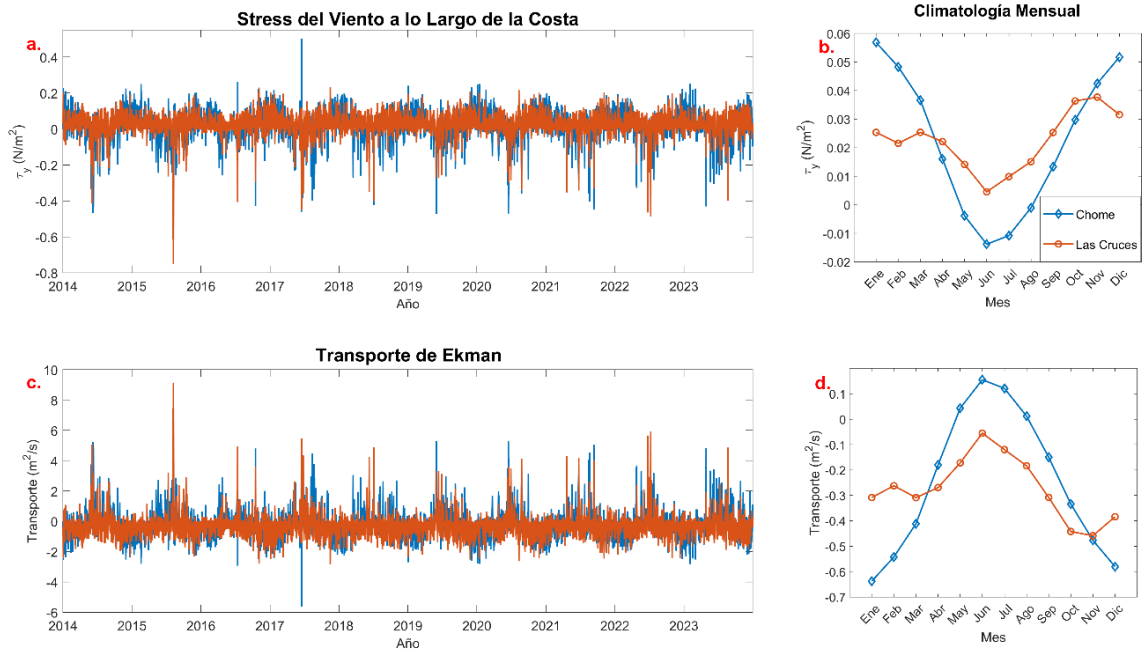 Stress del Viento a lo Largo de la Costa
a.
0.4
0.2
0
-0.2
-0.4
-0.6
-0.8
τy (N/m2)
2014 2015 2016 2017 2018 2019 2020 2021 2022 2023
Año
Climatología Mensual
b.
0.06
0.05
0.04
0.03
0.02
0.01
0
-0.01
-0.02
τy (N/m2)
Chome
Las Cruces
Ene Feb Mar Abr May Jun Jul Ago Sep Oct Nov Dic
Mes
Transporte de Ekman
c.
10
8
6
4
2
0
-2
-4
-6
Transporte (m2/s)
2014 2015 2016 2017 2018 2019 2020 2021 2022 2023
Año
d.
0.1
0
-0.1
-0.2
-0.3
-0.4
-0.5
-0.6
-0.7
Transporte (m2/s)
Ene Feb Mar Abr May Jun Jul Ago Sep Oct Nov Dic
Mes